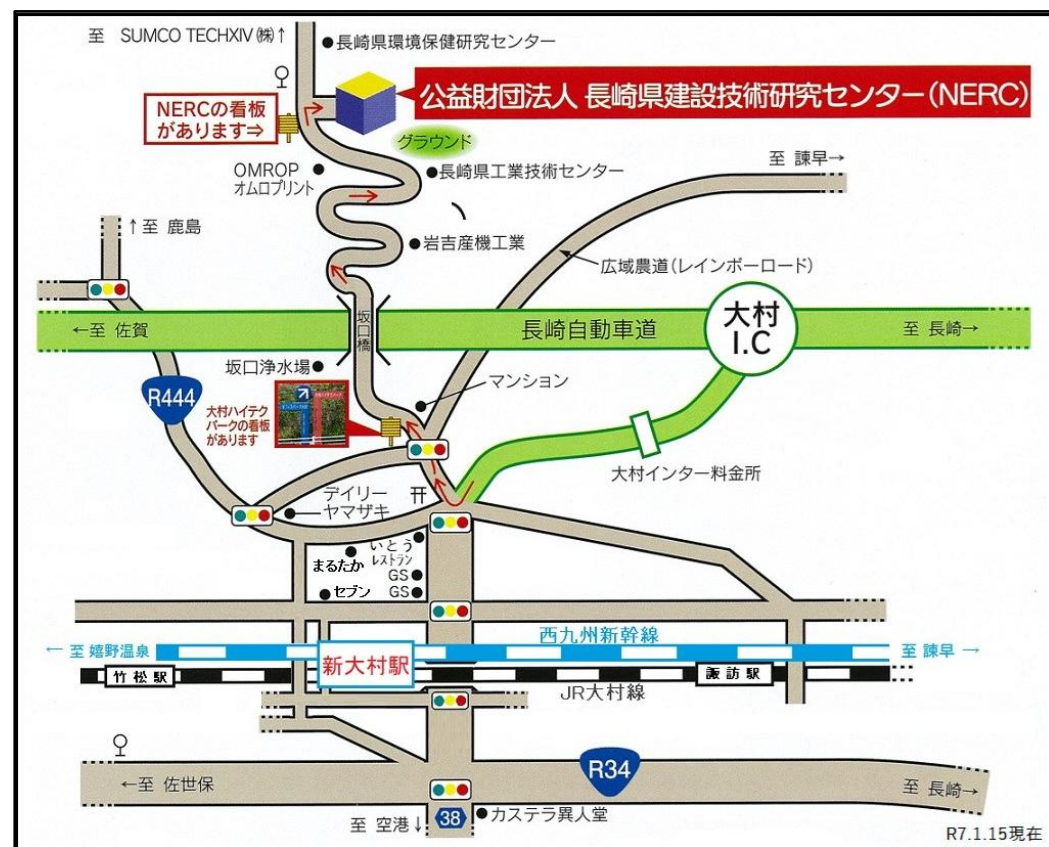 至 SUMCO TECHXIV㈱↑
長崎県環境保健研究センター
公益財団法人 長崎県建設技術研究センター(NERC)
NERCの看板
があります⇒
グラウンド
OMROP
オムロプリント
長崎県工業技術センター
至 諫早→
↑至 鹿島
岩吉産機工業
広域農道(レインボーロード)
←至 佐賀
坂口橋
長崎自動車道
大村
I.C
至 長崎→
坂口浄水場
マンション
R444
大村ハイテク
パークの看板
があります
大村インター料金所
デイリー
ヤマザキ
いとう
レストラン
まるたか
GS
セブン
GS
西九州新幹線
← 至 嬉野温泉
新大村駅
至 諫早 →
竹松駅
諏訪駅
JR大村線
R34
←至 佐世保
至 長崎→
至 空港↓
38
カステラ異人堂
R7.1.15現在